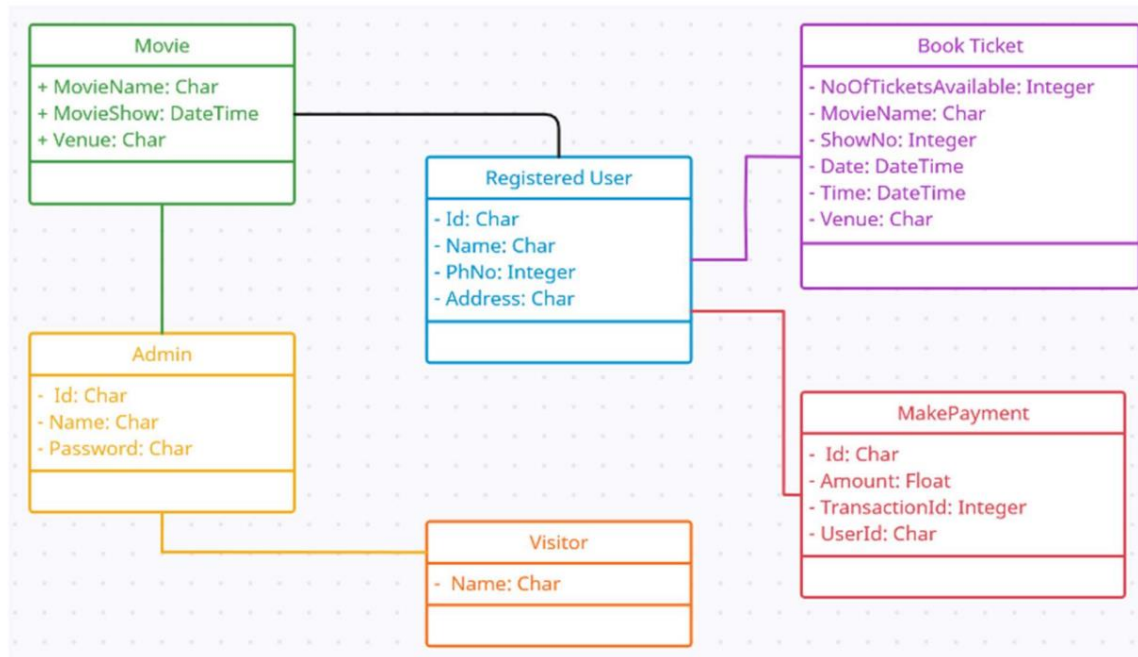 Movie
+ MovieName: Char
+ MovieShow: DateTime
+ Venue: Char
Registered User
- Id: Char
- Name: Char
- PhNo: Integer
- Address: Char
Book Ticket
- NoOfTicketsAvailable: Integer
- MovieName: Char
- ShowNo: Integer
- Date: DateTime
- Time: DateTime
- Venue: Char
Admin
- Id: Char
- Name: Char
- Password: Char
Visitor
- Name: Char
MakePayment
- Id: Char
- Amount: Float
- TransactionId: Integer
- UserId: Char